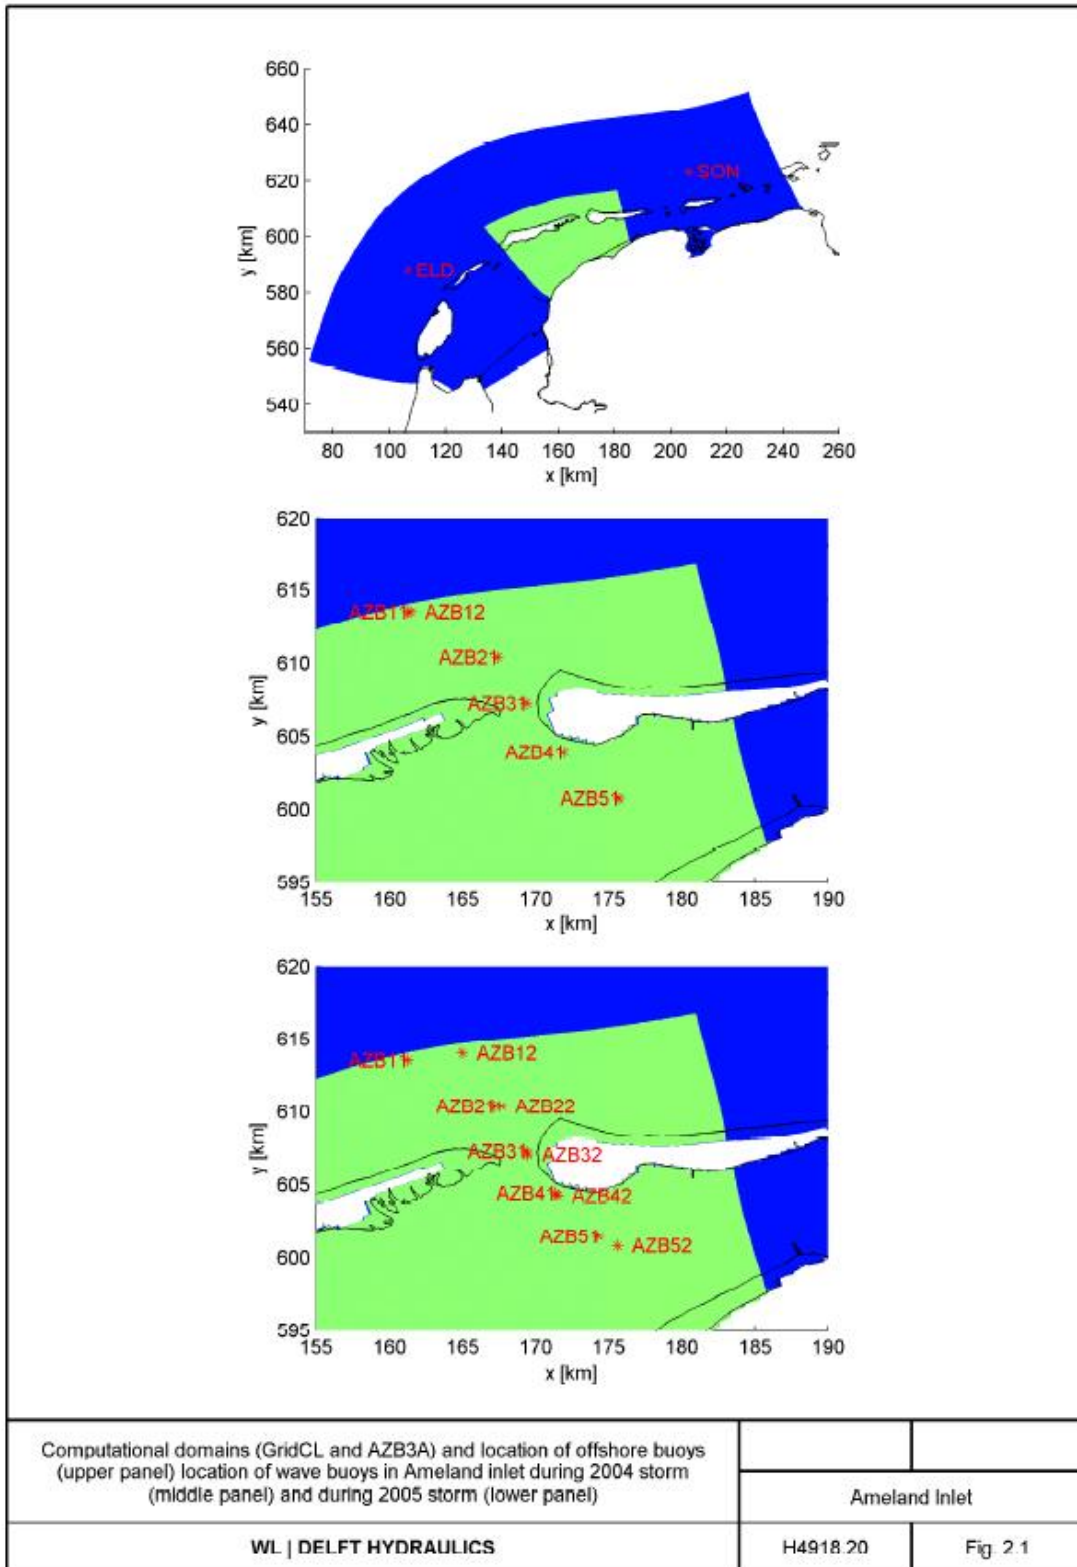 660
640
620
600
580
560
540
y [km]
SON
ELD
80 100 120 140 160 180 200 220 240 260
x [km]
620
615
610
605
600
595
y [km]
AZB11 AZB12
AZB21
AZB31
AZB41
AZB51
155 160 165 170 175 180 185 190
x [km]
620
615
610
605
600
595
y [km]
AZB11 AZB12
AZB21 AZB22
AZB31 AZB32
AZB41 AZB42
AZB51 AZB52
155 160 165 170 175 180 185 190
x [km]
Computational domains (GridCL and AZB3A) and location of offshore buoys
(upper panel) location of wave buoys in Ameland inlet during 2004 storm
(middle panel) and during 2005 storm (lower panel)
Ameland Inlet
WL | DELFT HYDRAULICS H4918.20 Fig. 2.1